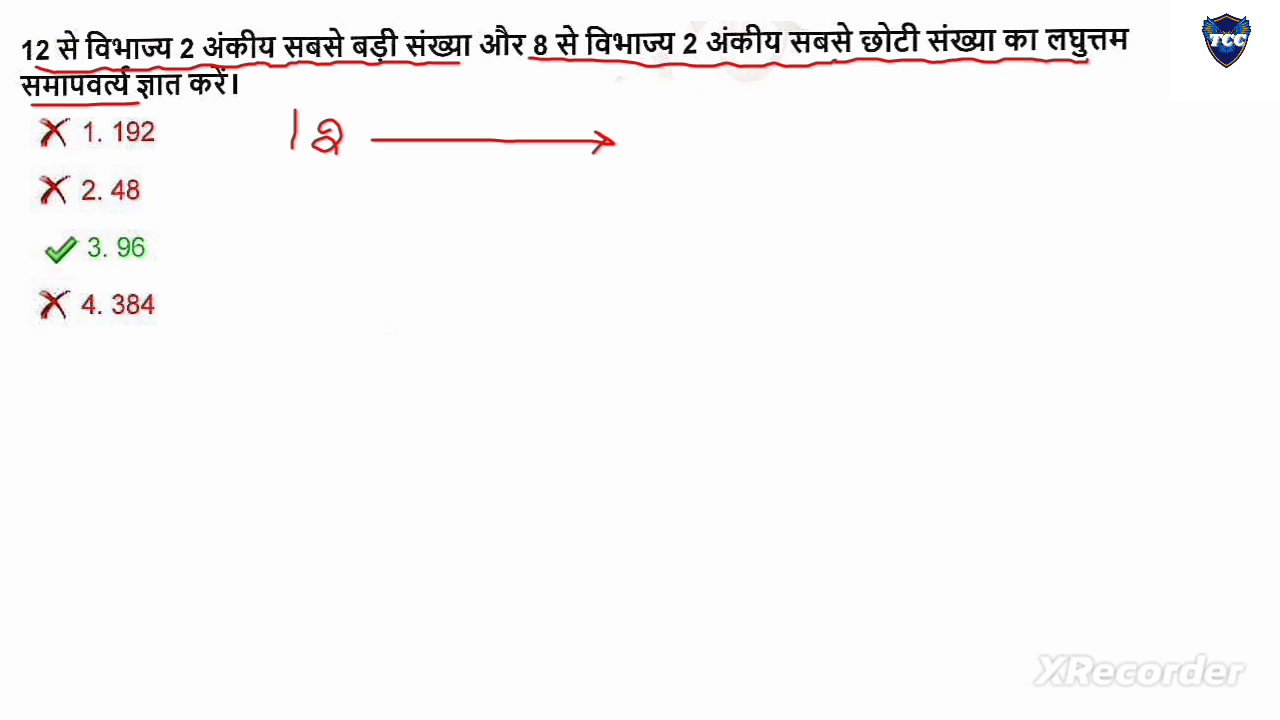 12 से विभाज्य 2 अंकीय सबसे बड़ी संख्या और 8 से विभाज्य 2 अंकीय सबसे छोटी संख्या का लघुत्तम
समापवर्त्य ज्ञात करें।
1. 192
12
2. 48
3. 96
4. 384
TCC
XRecorder